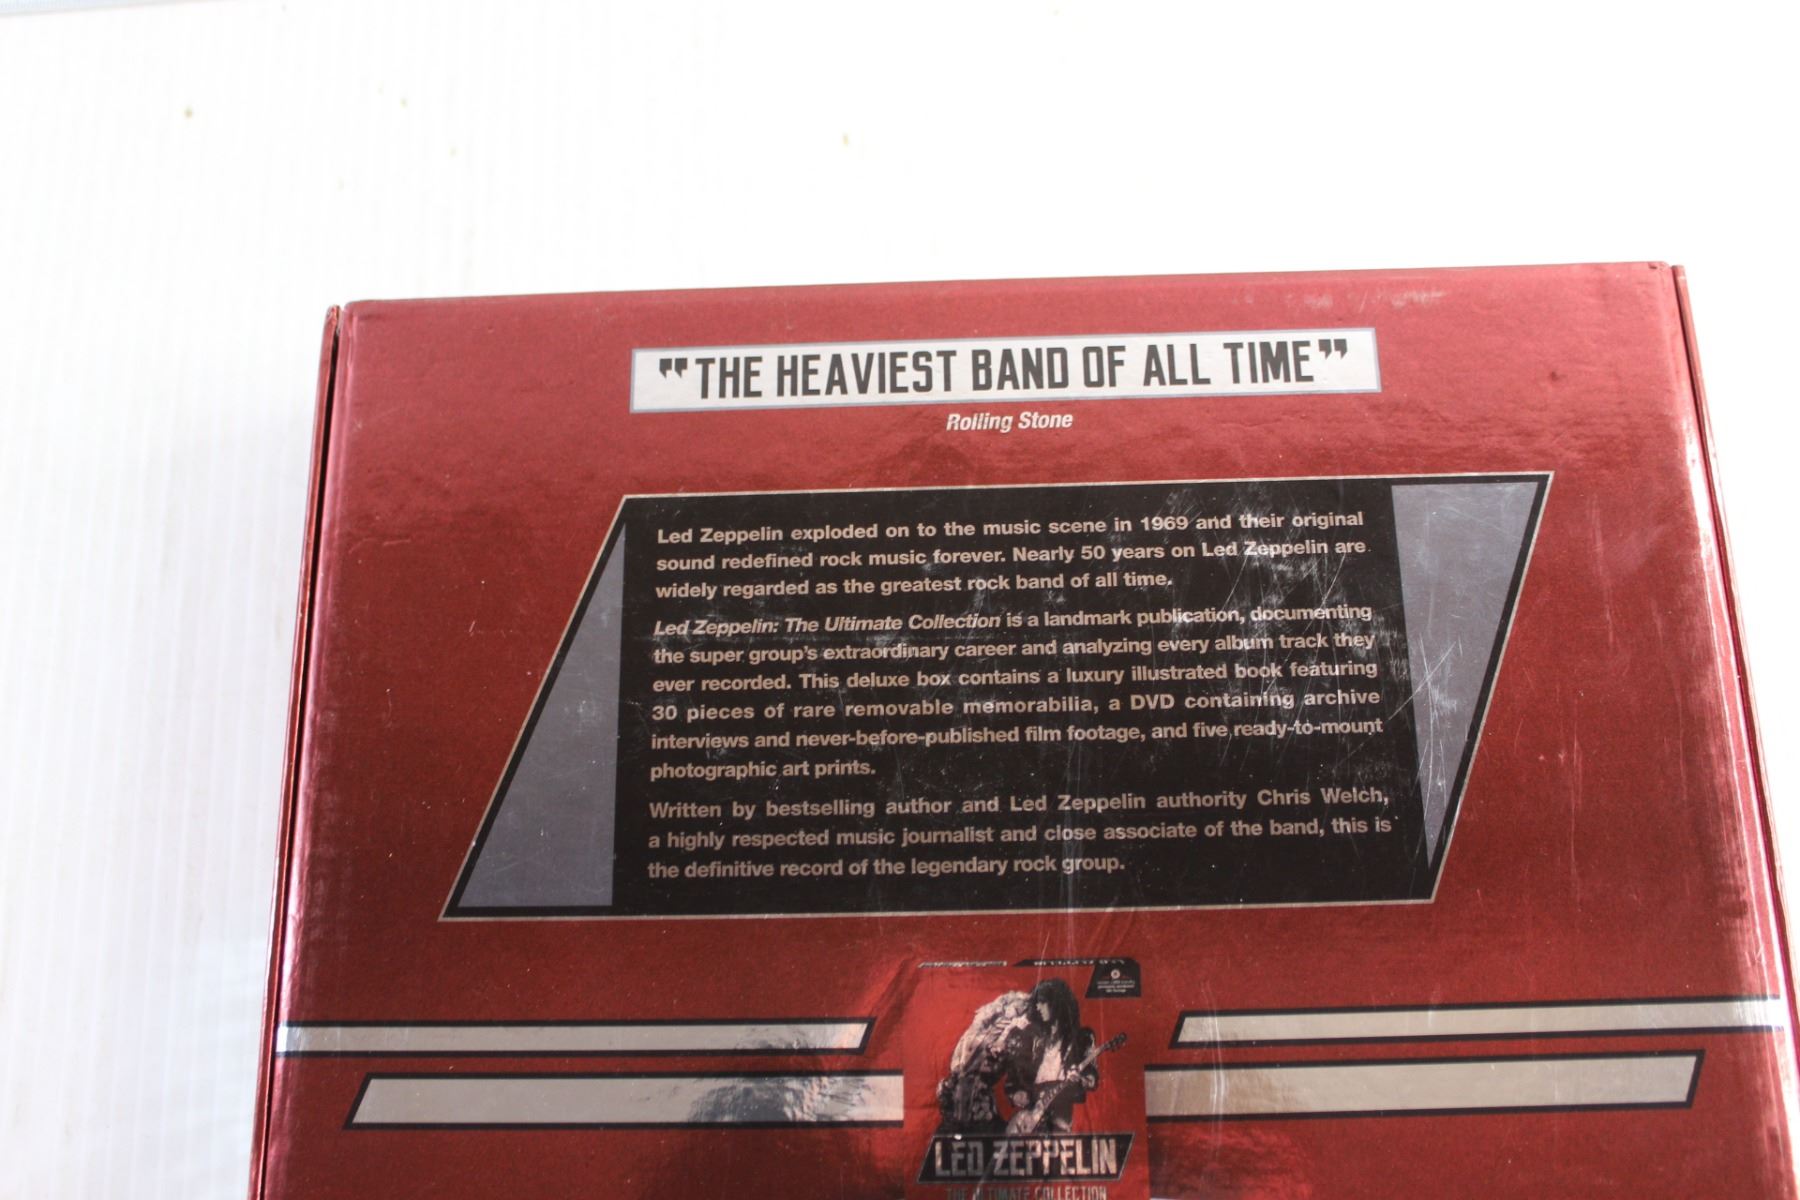 "THE HEAVIEST BAND OF ALL TIME"
Rolling Stone
Led Zeppelin exploded on to the music scene in 1969 and their original
sound redefined rock music forever. Nearly 50 years on Led Zeppelin are
widely regarded as the greatest rock band of all time.
Led Zeppelin: The Ultimate Collection is a landmark publication, documenting
the super group's extraordinary career and analyzing every album track they
ever recorded. This deluxe box contains a luxury illustrated book featuring
30 pieces of rare removable memorabilia, a DVD containing archive
interviews and never-before-published film footage, and five ready-to-mount
photographic art prints.
Written by bestselling author and Led Zeppelin authority Chris Welch,
a highly respected music journalist and close associate of the band, this is
the definitive record of the legendary rock group.
LED ZEPPELIN
THE ULTIMATE COLLECTION